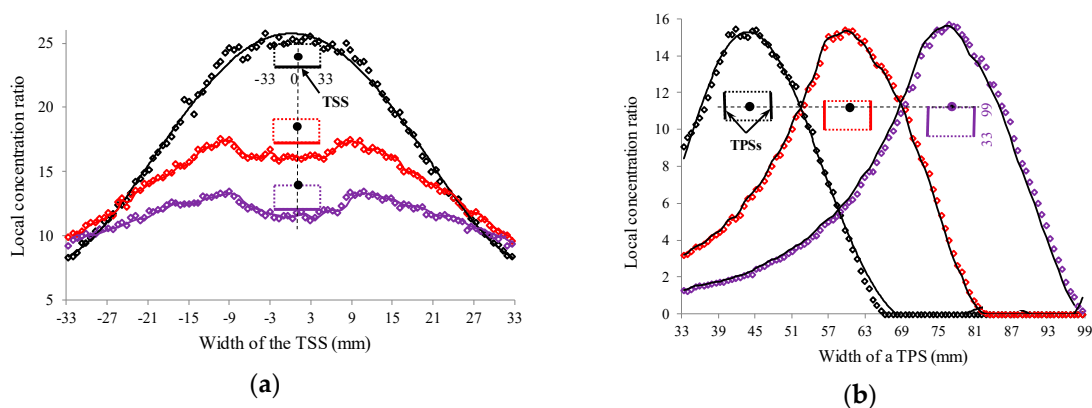 Local concentration ratio
25
20
15
10
5
-33 0 33
TSS
-33 -27 -21 -15 -9 -3 3 9 15 21 27 33
Width of the TSS (mm)
(a)
Local concentration ratio
16
14
12
10
8
6
4
2
0
TPSs
33 99
33 39 45 51 57 63 69 75 81 87 93 99
Width of a TPS (mm)
(b)